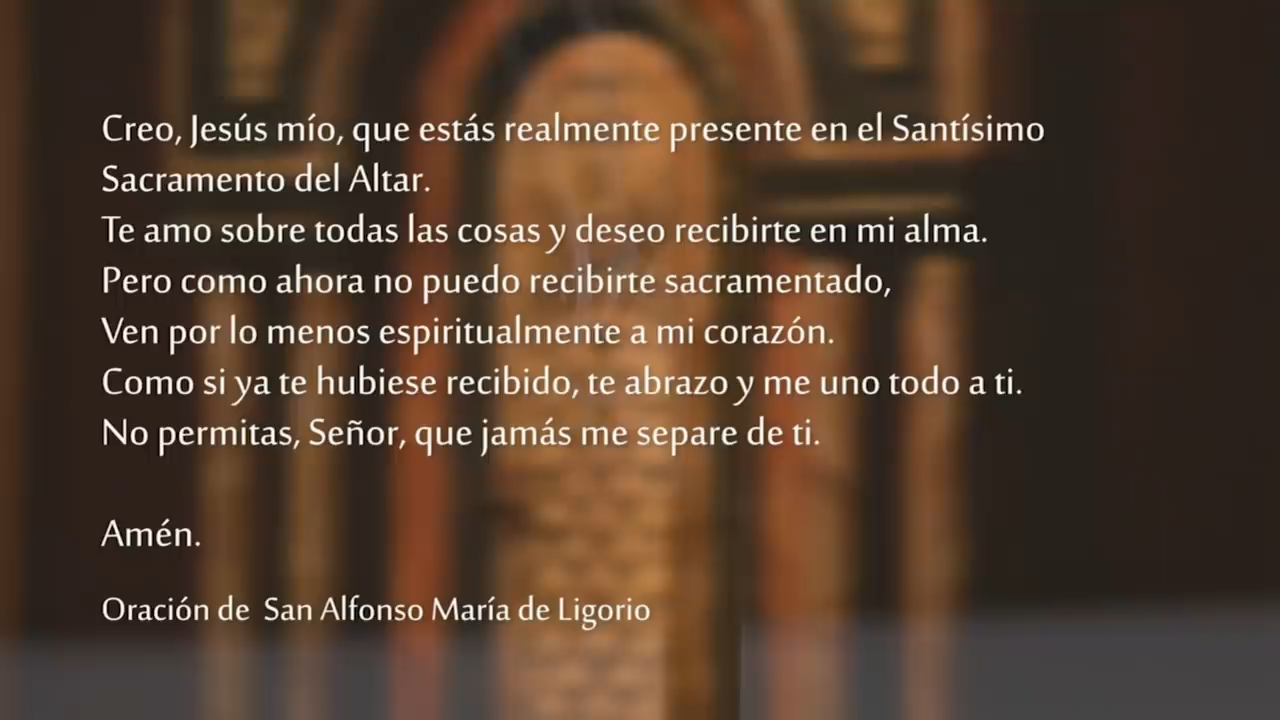 Creo, Jesús mío, que estás realmente presente en el Santísimo
Sacramento del Altar.
Te amo sobre todas las cosas y deseo recibirte en mi alma.
Pero como ahora no puedo recibirte sacramentado,
Ven por lo menos espiritualmente a mi corazón.
Como si ya te hubiese recibido, te abrazo y me uno todo a ti.
No permitas, Señor, que jamás me separe de ti.
Amén.
Oración de  San Alfonso María de Ligorio